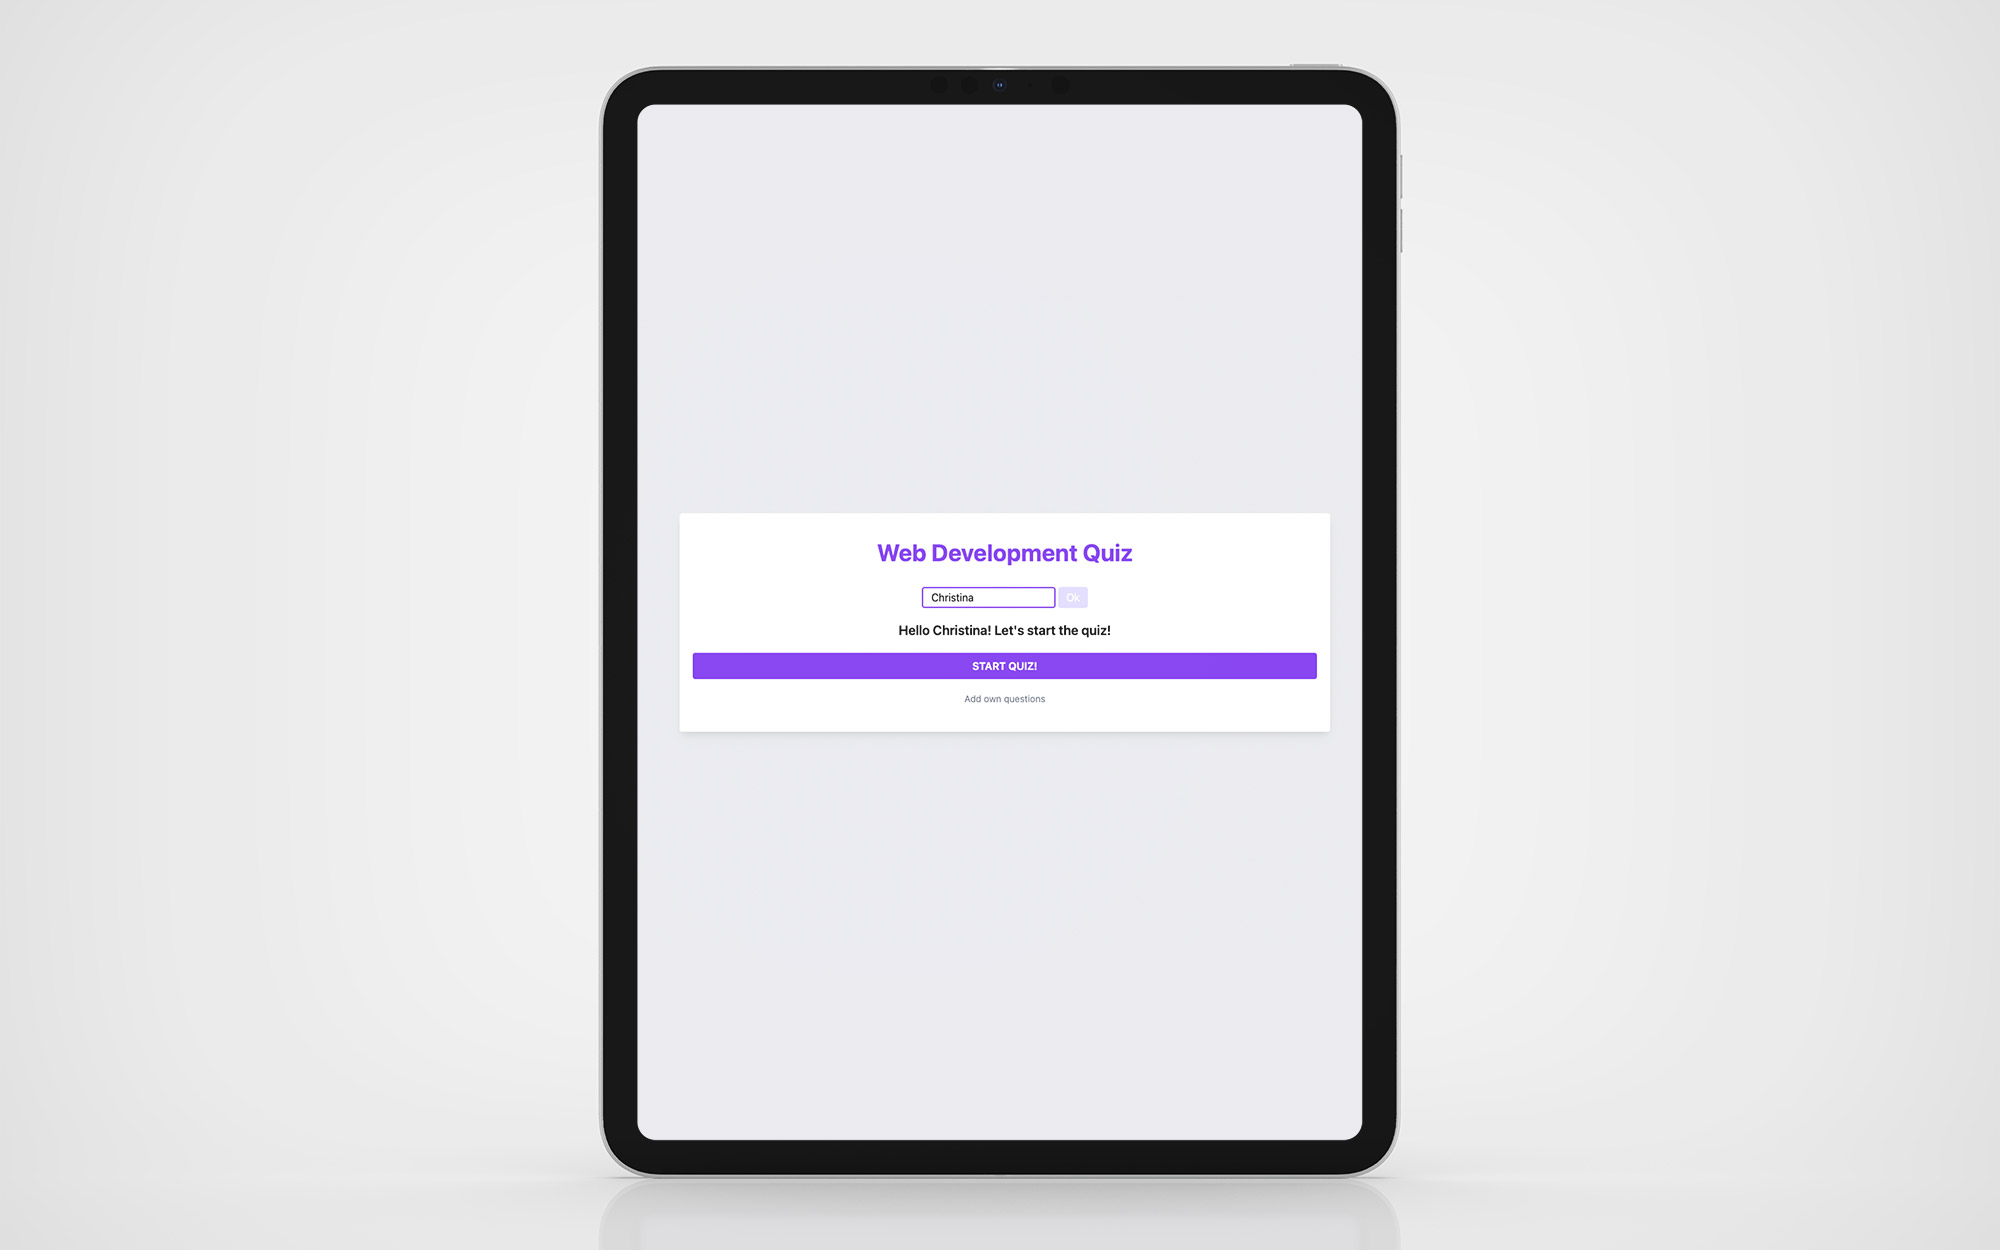 Web Development Quiz
Christina Ok
Hello Christina! Let's start the quiz!
START QUIZ!
Add own questions